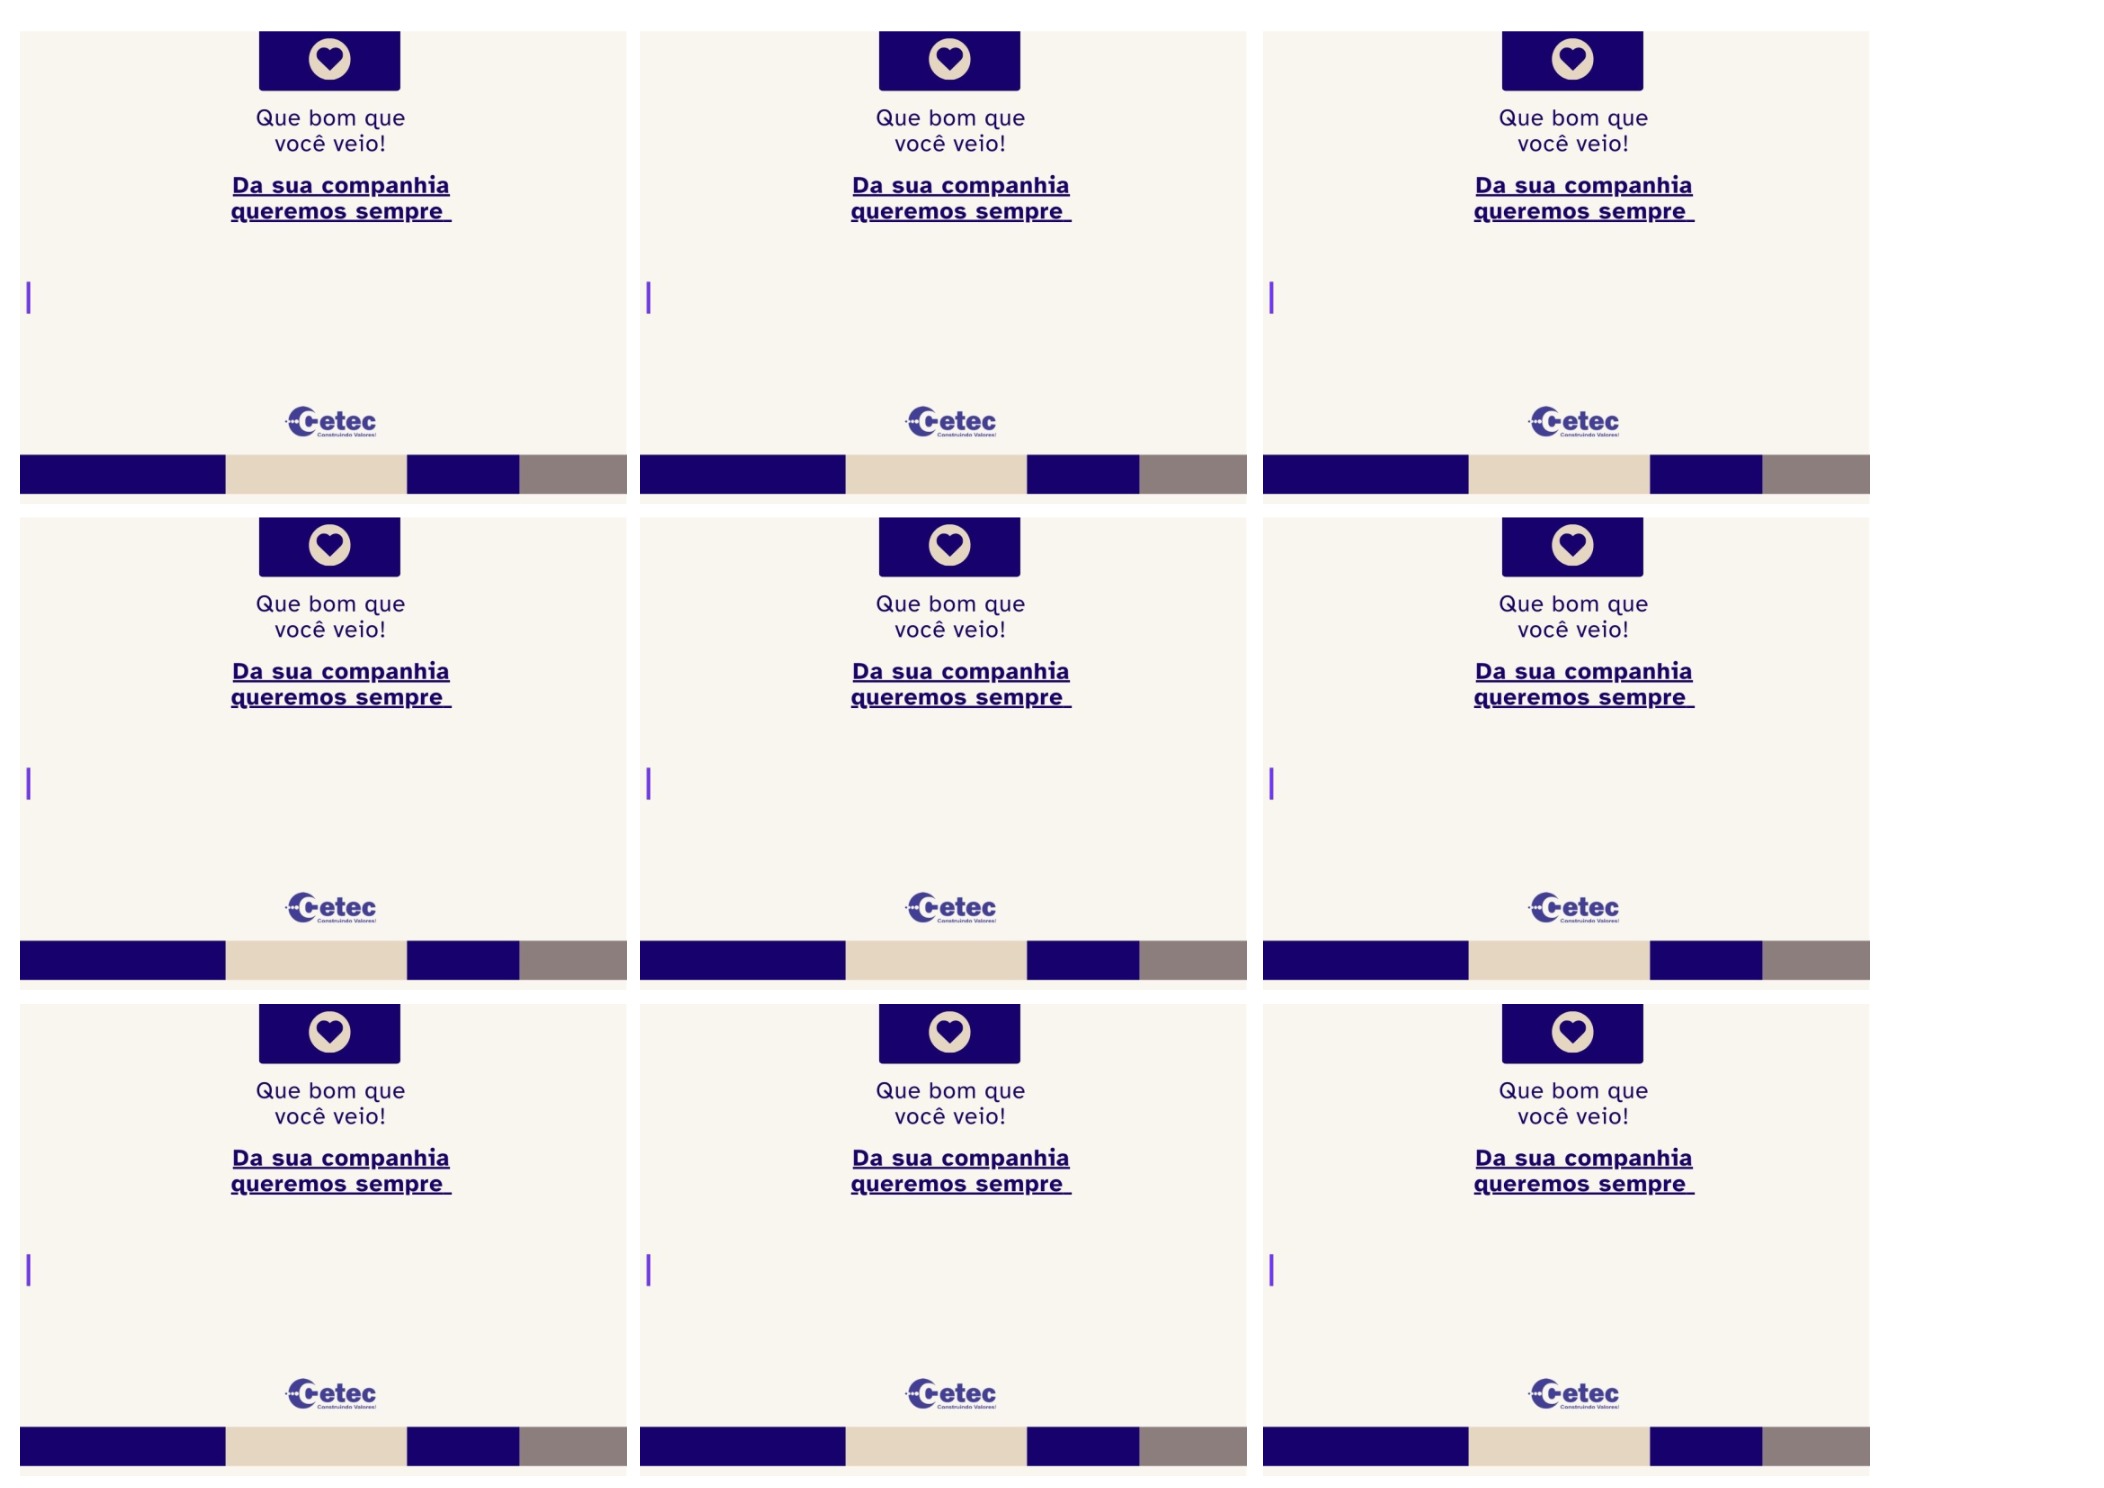 Que bom que
você veio!
Da sua companhia
queremos sempre
Cetec
Construindo Valores!
Que bom que
você veio!
Da sua companhia
queremos sempre
Cetec
Construindo Valores!
Que bom que
você veio!
Da sua companhia
queremos sempre
Cetec
Construindo Valores!
Que bom que
você veio!
Da sua companhia
queremos sempre
Cetec
Construindo Valores!
Que bom que
você veio!
Da sua companhia
queremos sempre
Cetec
Construindo Valores!
Que bom que
você veio!
Da sua companhia
queremos sempre
Cetec
Construindo Valores!
Que bom que
você veio!
Da sua companhia
queremos sempre
Cetec
Construindo Valores!
Que bom que
você veio!
Da sua companhia
queremos sempre
Cetec
Construindo Valores!
Que bom que
você veio!
Da sua companhia
queremos sempre
Cetec
Construindo Valores!